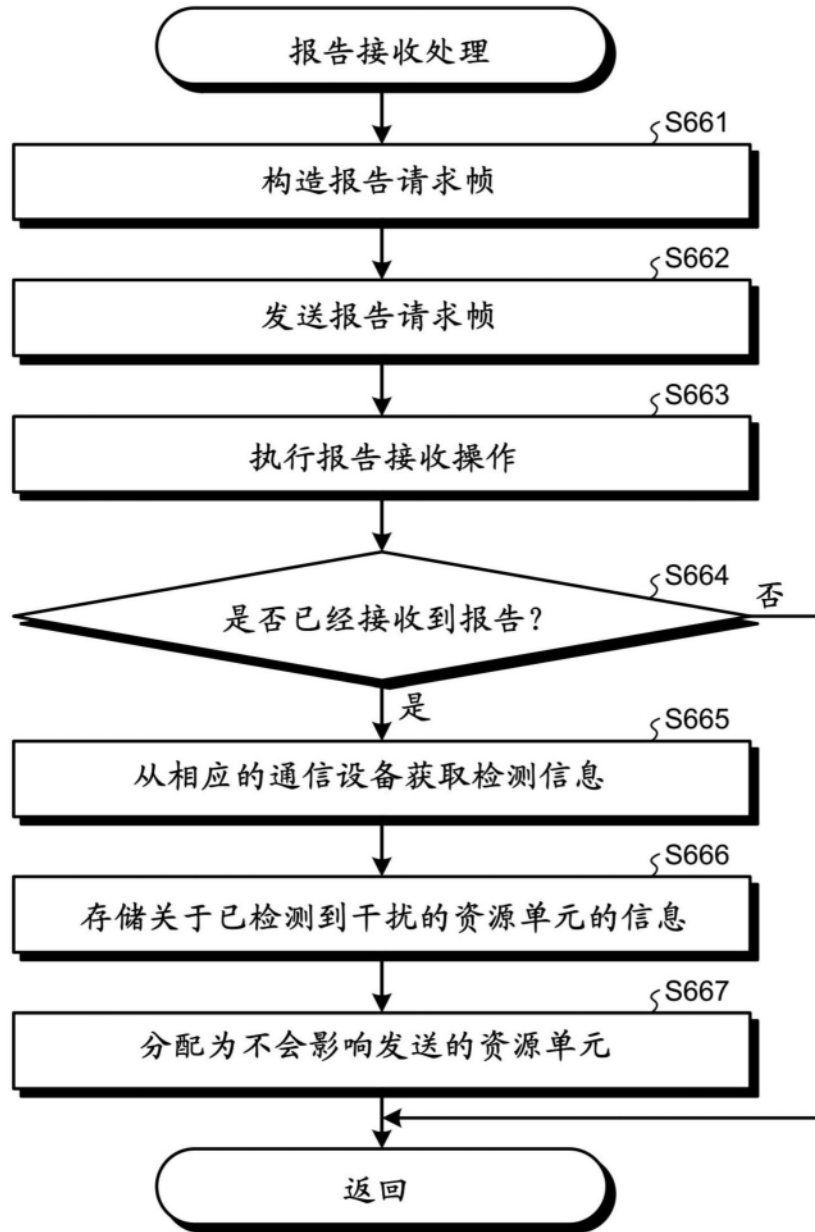 报告接收处理
S661
构造报告请求帧
S662
发送报告请求帧
S663
执行报告接收操作
S664
是否已经接收到报告?
否
是
S665
从相应的通信设备获取检测信息
S666
存储关于已检测到干扰的资源单元的信息
S667
分配为不会影响发送的资源单元
返回